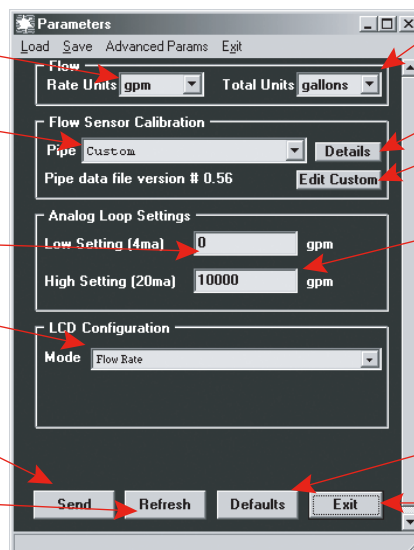 Parameters
Load Save Advanced Params Exit
Flow
Rate Units gpm Total Units gallons
Flow Sensor Calibration
Pipe Custom Details
Pipe data file version # 0.56 Edit Custom
Analog Loop Settings
Low Setting (4ma) 0 gpm
High Setting (20ma) 10000 gpm
LCD Configuration
Mode Flow Rate
Send Refresh Defaults Exit